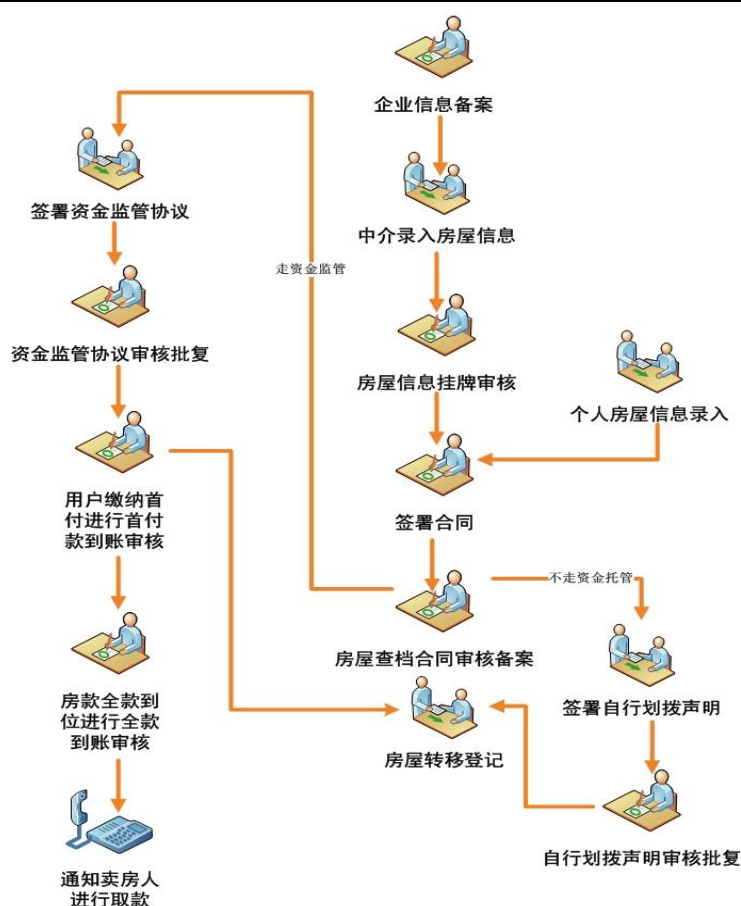 企业信息备案
签署资金监管协议
中介录入房屋信息
走资金监管
资金监管协议审核批复
房屋信息挂牌审核
个人房屋信息录入
用户缴纳首
付进行首付
款到账审核
签署合同
不走资金托管
房屋查档合同审核备案
房款全款到
位进行全款
到账审核
签署自行划拨声明
房屋转移登记
自行划拨声明审核批复
通知卖房人
进行取款